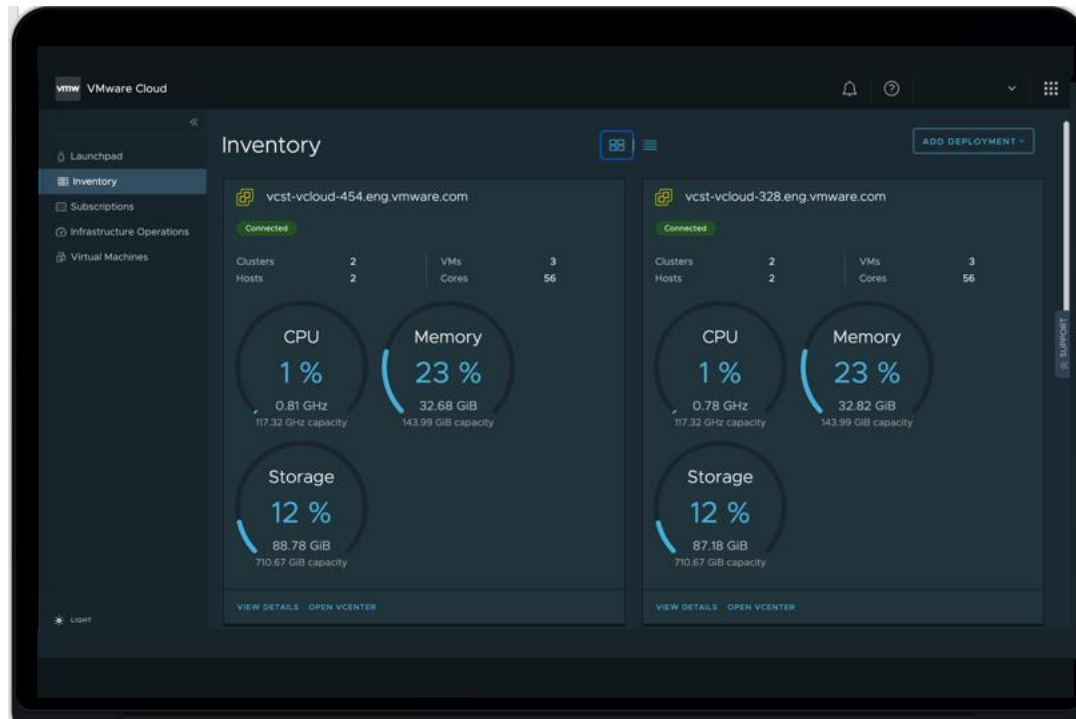 vmw VMware Cloud
Launchpad
Inventory
Subscriptions
Infrastructure Operations
Virtual Machines
LIGHT
Inventory
ADD DEPLOYMENT
vcst-vcloud-454.eng.vmware.com
Connected
Clusters 2 VMs 3
Hosts 2 Cores 56
CPU
1 %
0.81 GHz
117.32 GHz capacity
Memory
23 %
32.68 GiB
143.99 GiB capacity
Storage
12 %
88.78 GiB
710.67 GiB capacity
VIEW DETAILS OPEN VCENTER
vcst-vcloud-328.eng.vmware.com
Connected
Clusters 2 VMs 3
Hosts 2 Cores 56
CPU
1 %
0.78 GHz
117.32 GHz capacity
Memory
23 %
32.82 GiB
143.99 GiB capacity
Storage
12 %
87.18 GiB
710.67 GiB capacity
VIEW DETAILS OPEN VCENTER
SUPPORT